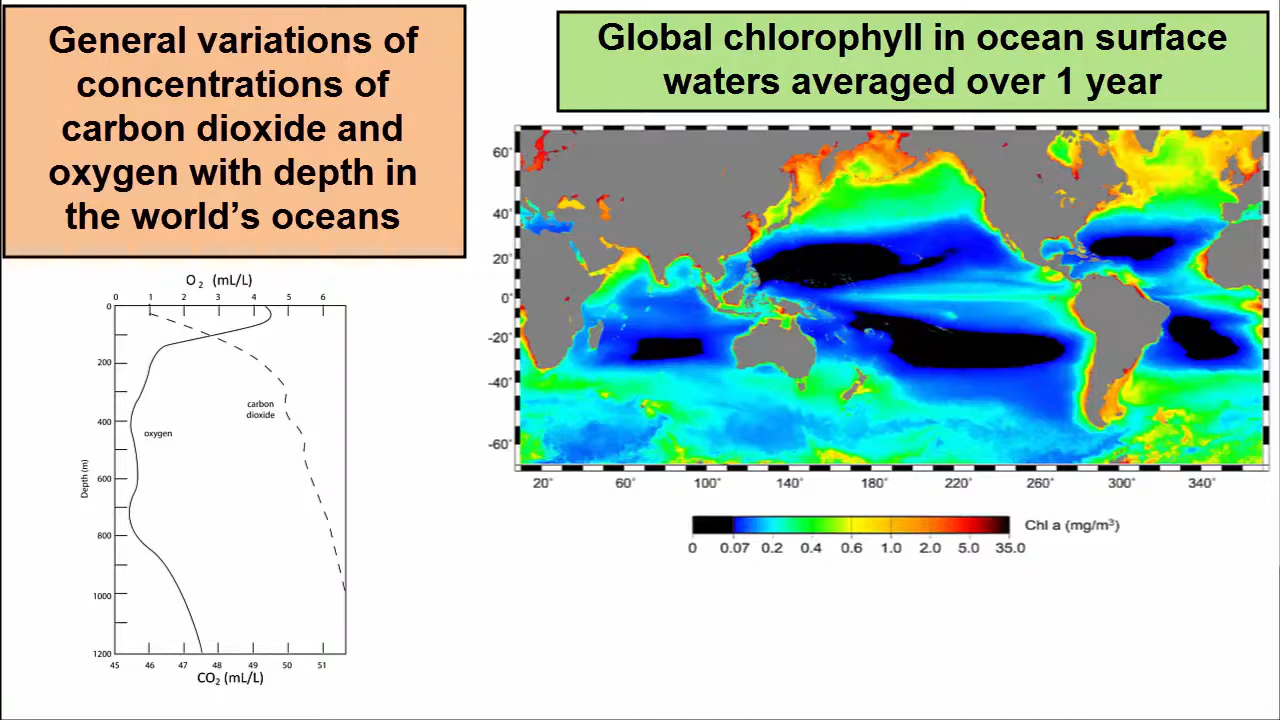 General variations of
concentrations of
carbon dioxide and
oxygen with depth in
the world’s oceans
Global chlorophyll in ocean surface
waters averaged over 1 year
O2 (mL/L)
0 1 2 3 4 5 6
0
200
400
600
800
1000
1200
Depth (m)
carbon
dioxide
oxygen
45 46 47 48 49 50 51
CO2 (mL/L)
60°
40°
20°
0°
-20°
-40°
-60°
20° 60° 100° 140° 180° 220° 260° 300° 340°
Chl a (mg/m³)
0 0.07 0.2 0.4 0.6 1.0 2.0 5.0 35.0